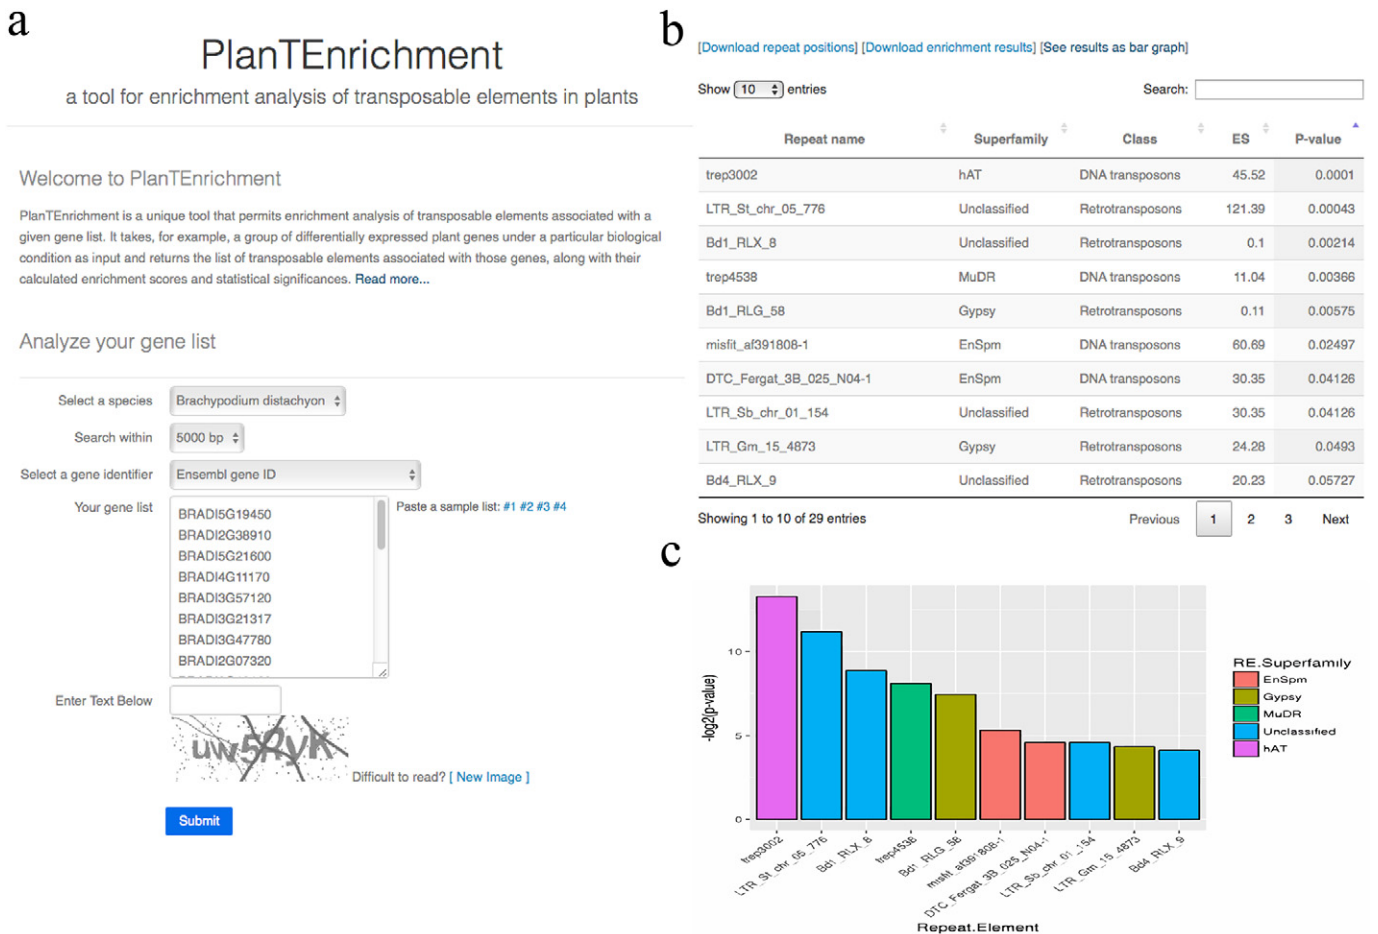 a
PlanTEnrichment
a tool for enrichment analysis of transposable elements in plants
Welcome to PlanTEnrichment
PlanTEnrichment is a unique tool that permits enrichment analysis of transposable elements associated with a
given gene list. It takes, for example, a group of differentially expressed plant genes under a particular biological
condition as input and returns the list of transposable elements associated with those genes, along with their
calculated enrichment scores and statistical significances. Read more...
Analyze your gene list
Select a species Brachypodium distachyon
Search within 5000 bp
Select a gene identifier Ensembl gene ID
Your gene list
BRADI5G19450
BRADI2G38910
BRADI5G21600
BRADI4G11170
BRADI3G57120
BRADI3G21317
BRADI3G47780
BRADI2G07320
Paste a sample list: #1 #2 #3 #4
Enter Text Below
Difficult to read? [ New Image ]
Submit
b
[Download repeat positions] [Download enrichment results] [See results as bar graph]
Show 10 entries Search:
Repeat name Superfamily Class ES P-value
trep3002 hAT DNA transposons 45.52 0.0001
LTR_St_chr_05_776 Unclassified Retrotransposons 121.39 0.00043
Bd1_RLX_8 Unclassified Retrotransposons 0.1 0.00214
trep4538 MuDR DNA transposons 11.04 0.00366
Bd1_RLG_58 Gypsy Retrotransposons 0.11 0.00575
misfit_af391808-1 EnSpm DNA transposons 60.69 0.02497
DTC_Fergat_3B_025_N04-1 EnSpm DNA transposons 30.35 0.04126
LTR_Sb_chr_01_154 Unclassified Retrotransposons 30.35 0.04126
LTR_Gm_15_4873 Gypsy Retrotransposons 24.28 0.0493
Bd4_RLX_9 Unclassified Retrotransposons 20.23 0.05727
Showing 1 to 10 of 29 entries Previous 1 2 3 Next
c
-log2(p-value)
10
5
0
trep3002
LTR_St_chr_05_776
Bd1_RLX_8
trep4538
Bd1_RLG_58
misfit_af391808-1
DTC_Fergat_3B_025_N04-1
LTR_Sb_chr_01_154
LTR_Gm_15_4873
Bd4_RLX_9
Repeat.Element
RE.Superfamily
EnSpm
Gypsy
MuDR
Unclassified
hAT